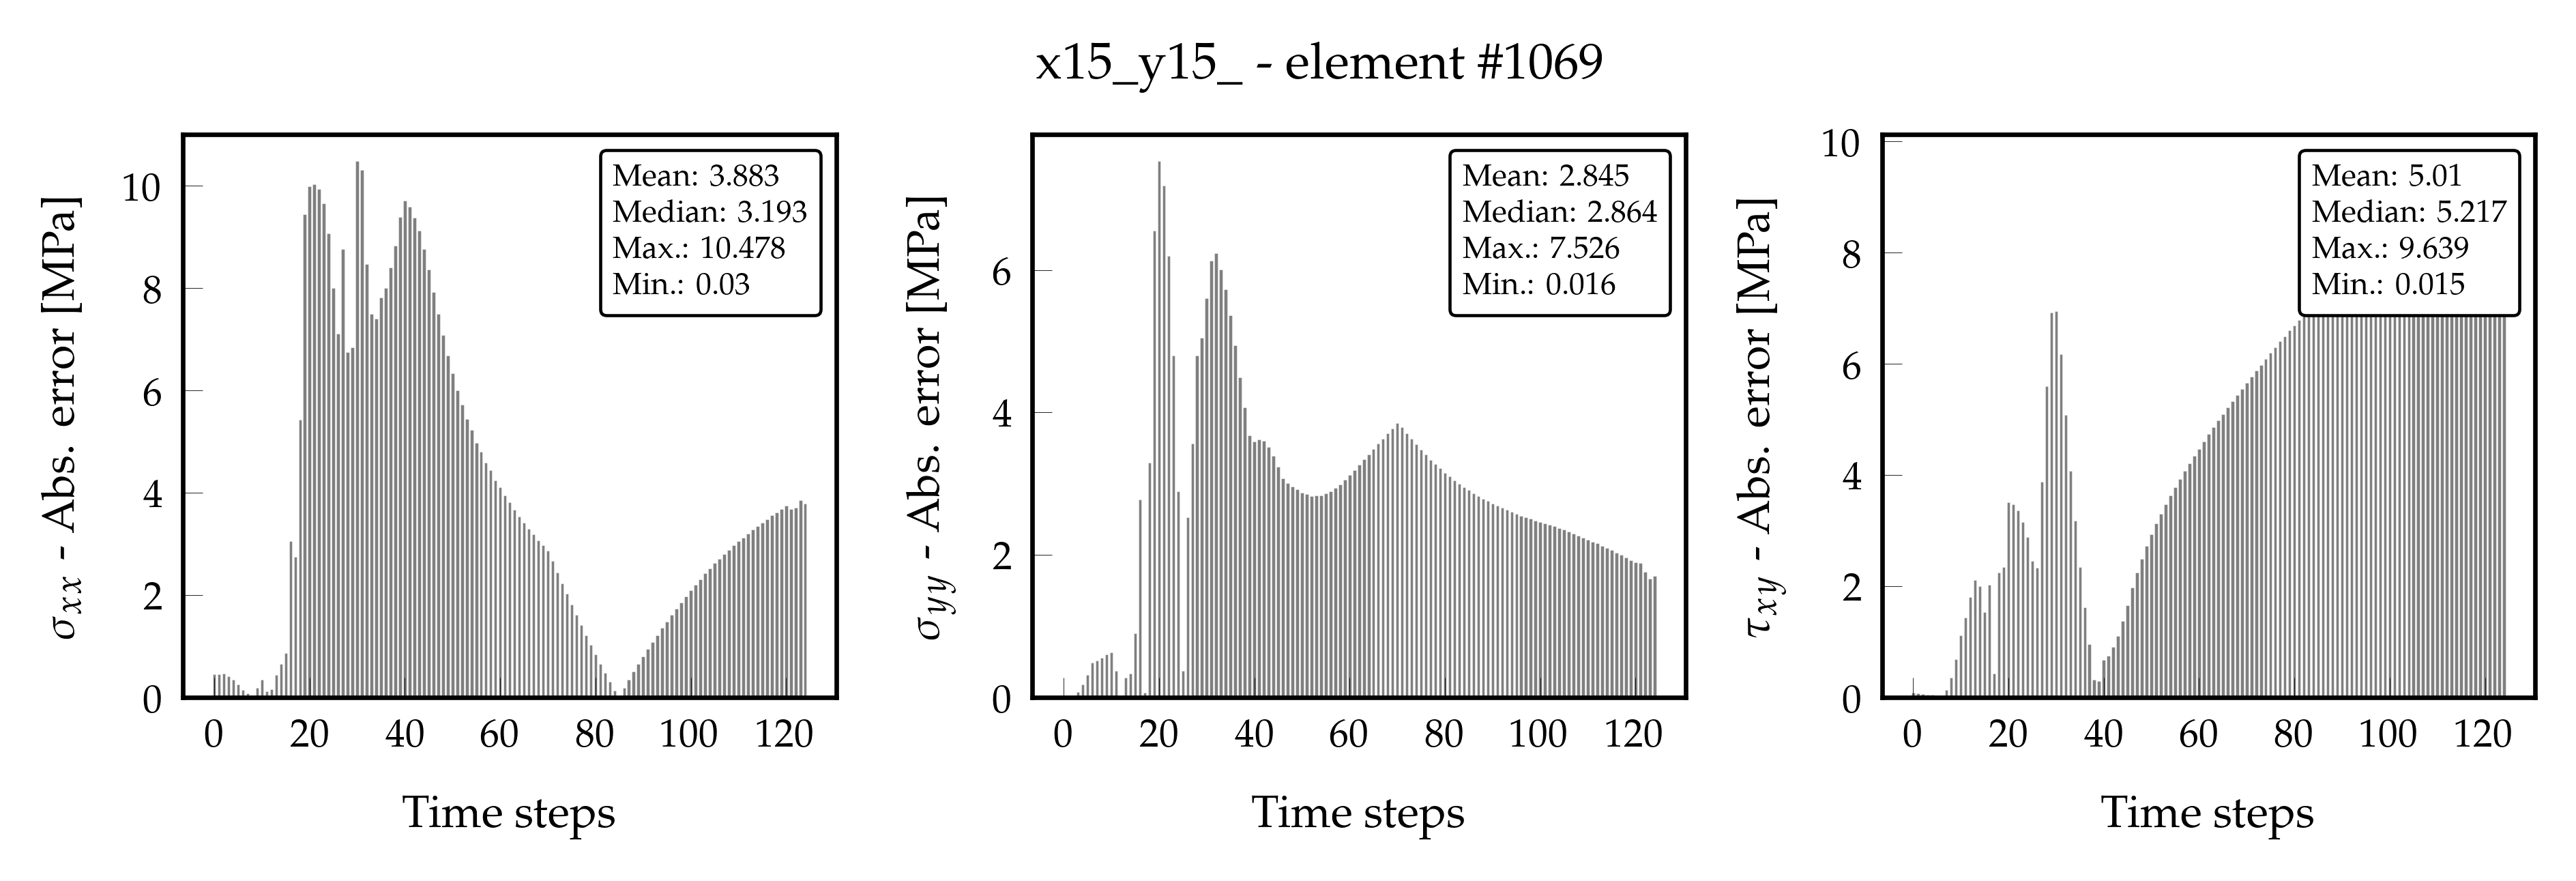 x15_y15_ - element #1069
σxx - Abs. error [MPa]
10
8
6
4
2
0
Mean: 3.883
Median: 3.193
Max.: 10.478
Min.: 0.03
0 20 40 60 80 100 120
Time steps
σyy - Abs. error [MPa]
6
4
2
0
Mean: 2.845
Median: 2.864
Max.: 7.526
Min.: 0.016
0 20 40 60 80 100 120
Time steps
τxy - Abs. error [MPa]
10
8
6
4
2
0
Mean: 5.01
Median: 5.217
Max.: 9.639
Min.: 0.015
0 20 40 60 80 100 120
Time steps